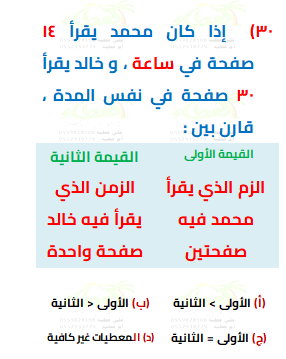 ٣٠) إذا كان محمد يقرأ ١٤
صفحة في ساعة ، و خالد يقرأ
٣٠ صفحة في نفس المدة ،
قارن بين :
القيمة الأولى
القيمة الثانية
الزم الذي يقرأ
محمد فيه
صفحتين
الزمن الذي
يقرأ فيه خالد
صفحة واحدة
(أ) الأولى > الثانية
(ب) الأولى < الثانية
(ج) الأولى = الثانية
(د) المعطيات غير كافية